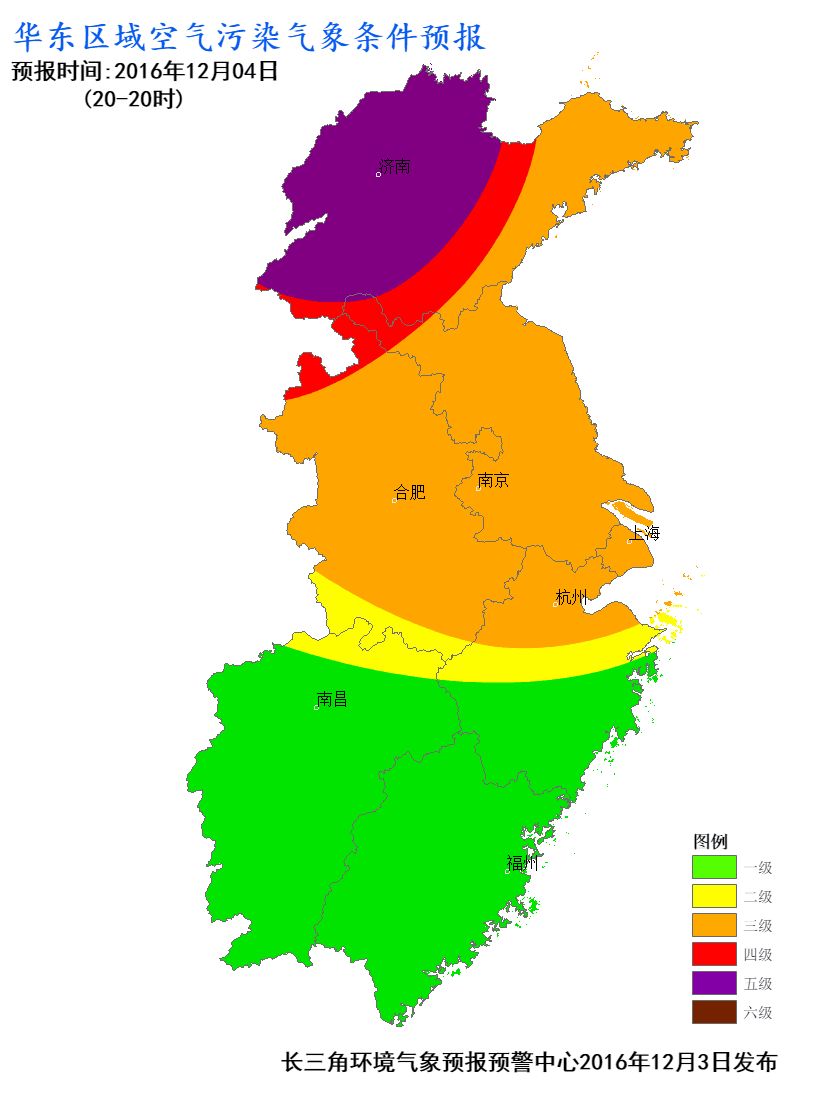 华东区域空气污染气象条件预报
预报时间:2016年12月04日
(20-20时)
济南
合肥
南京
上海
杭州
南昌
福州
图例
一级
二级
三级
四级
五级
六级
长三角环境气象预报预警中心2016年12月3日发布